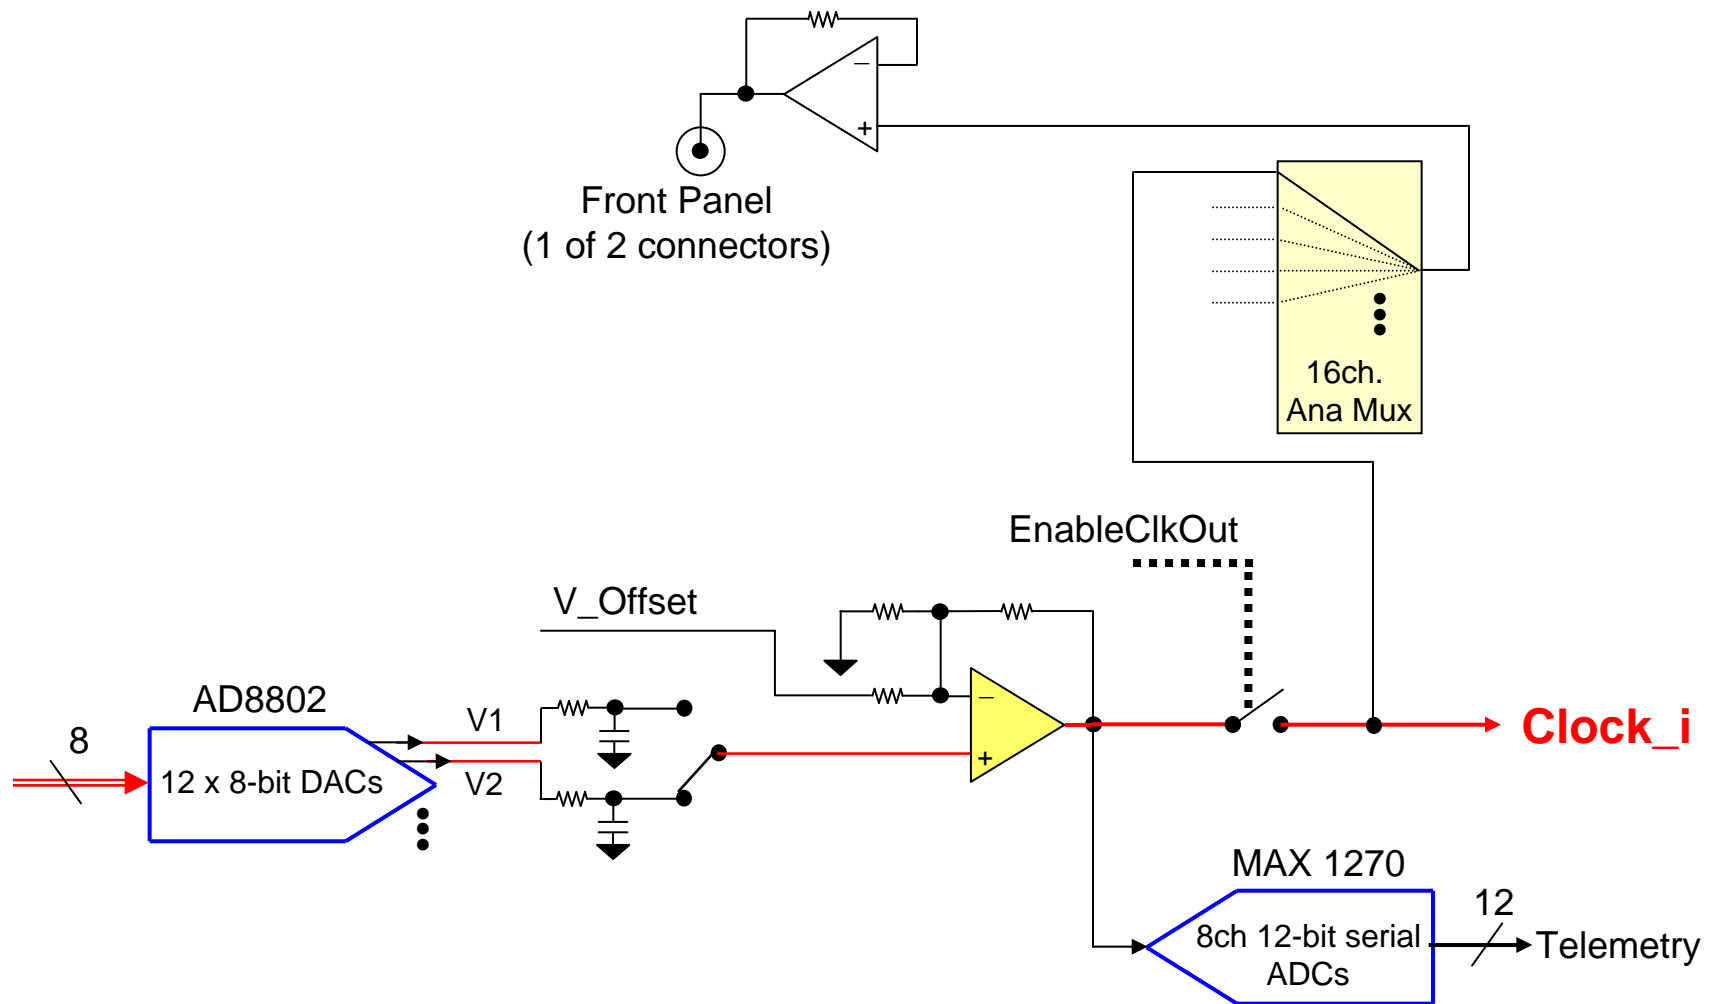 Front Panel
(1 of 2 connectors)
16ch.
Ana Mux
EnableClkOut
V_Offset
AD8802
V1
8
12 x 8-bit DACs
V2
Clock_i
MAX 1270
12
8ch 12-bit serial
ADCs
Telemetry